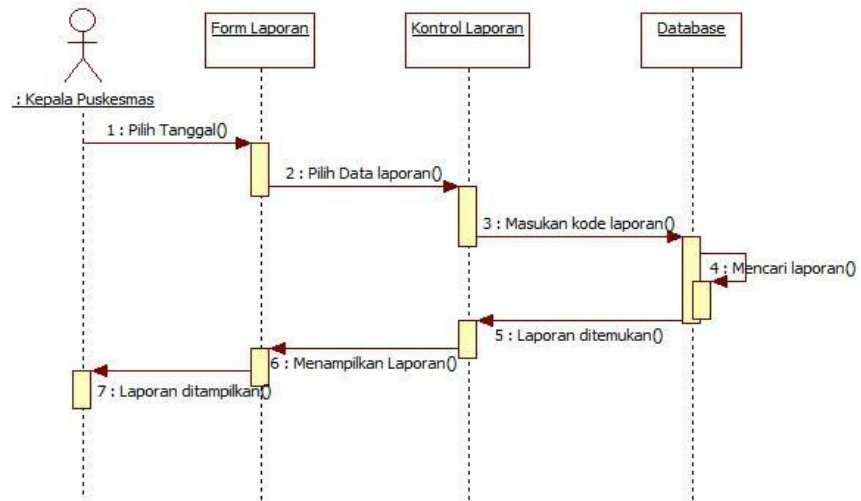 Form Laporan
Kontrol Laporan
Database
: Kepala Puskesmas
1 : Pilih Tanggal()
2 : Pilih Data laporan()
3 : Masukan kode laporan()
4 : Mencari laporan()
5 : Laporan ditemukan()
6 : Menampilkan Laporan()
7 : Laporan ditampilkan()